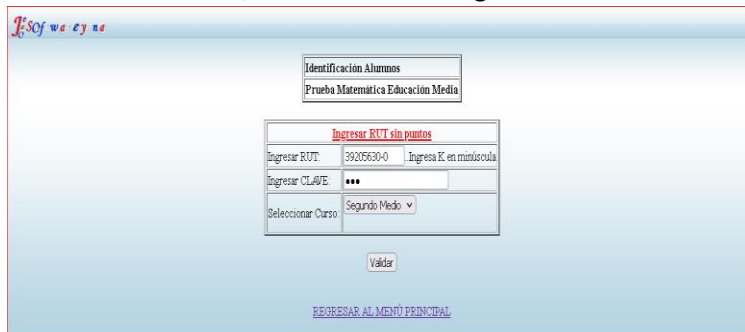 Identificación Alumnos
Prueba Matemática Educación Media
Ingresar RUT sin puntos
Ingresar RUT: 39205630-0 .Ingresa K en minúscula
Ingresar CLAVE: •••
Seleccionar Curso: Segundo Medio
Validar
REGRESAR AL MENÚ PRINCIPAL